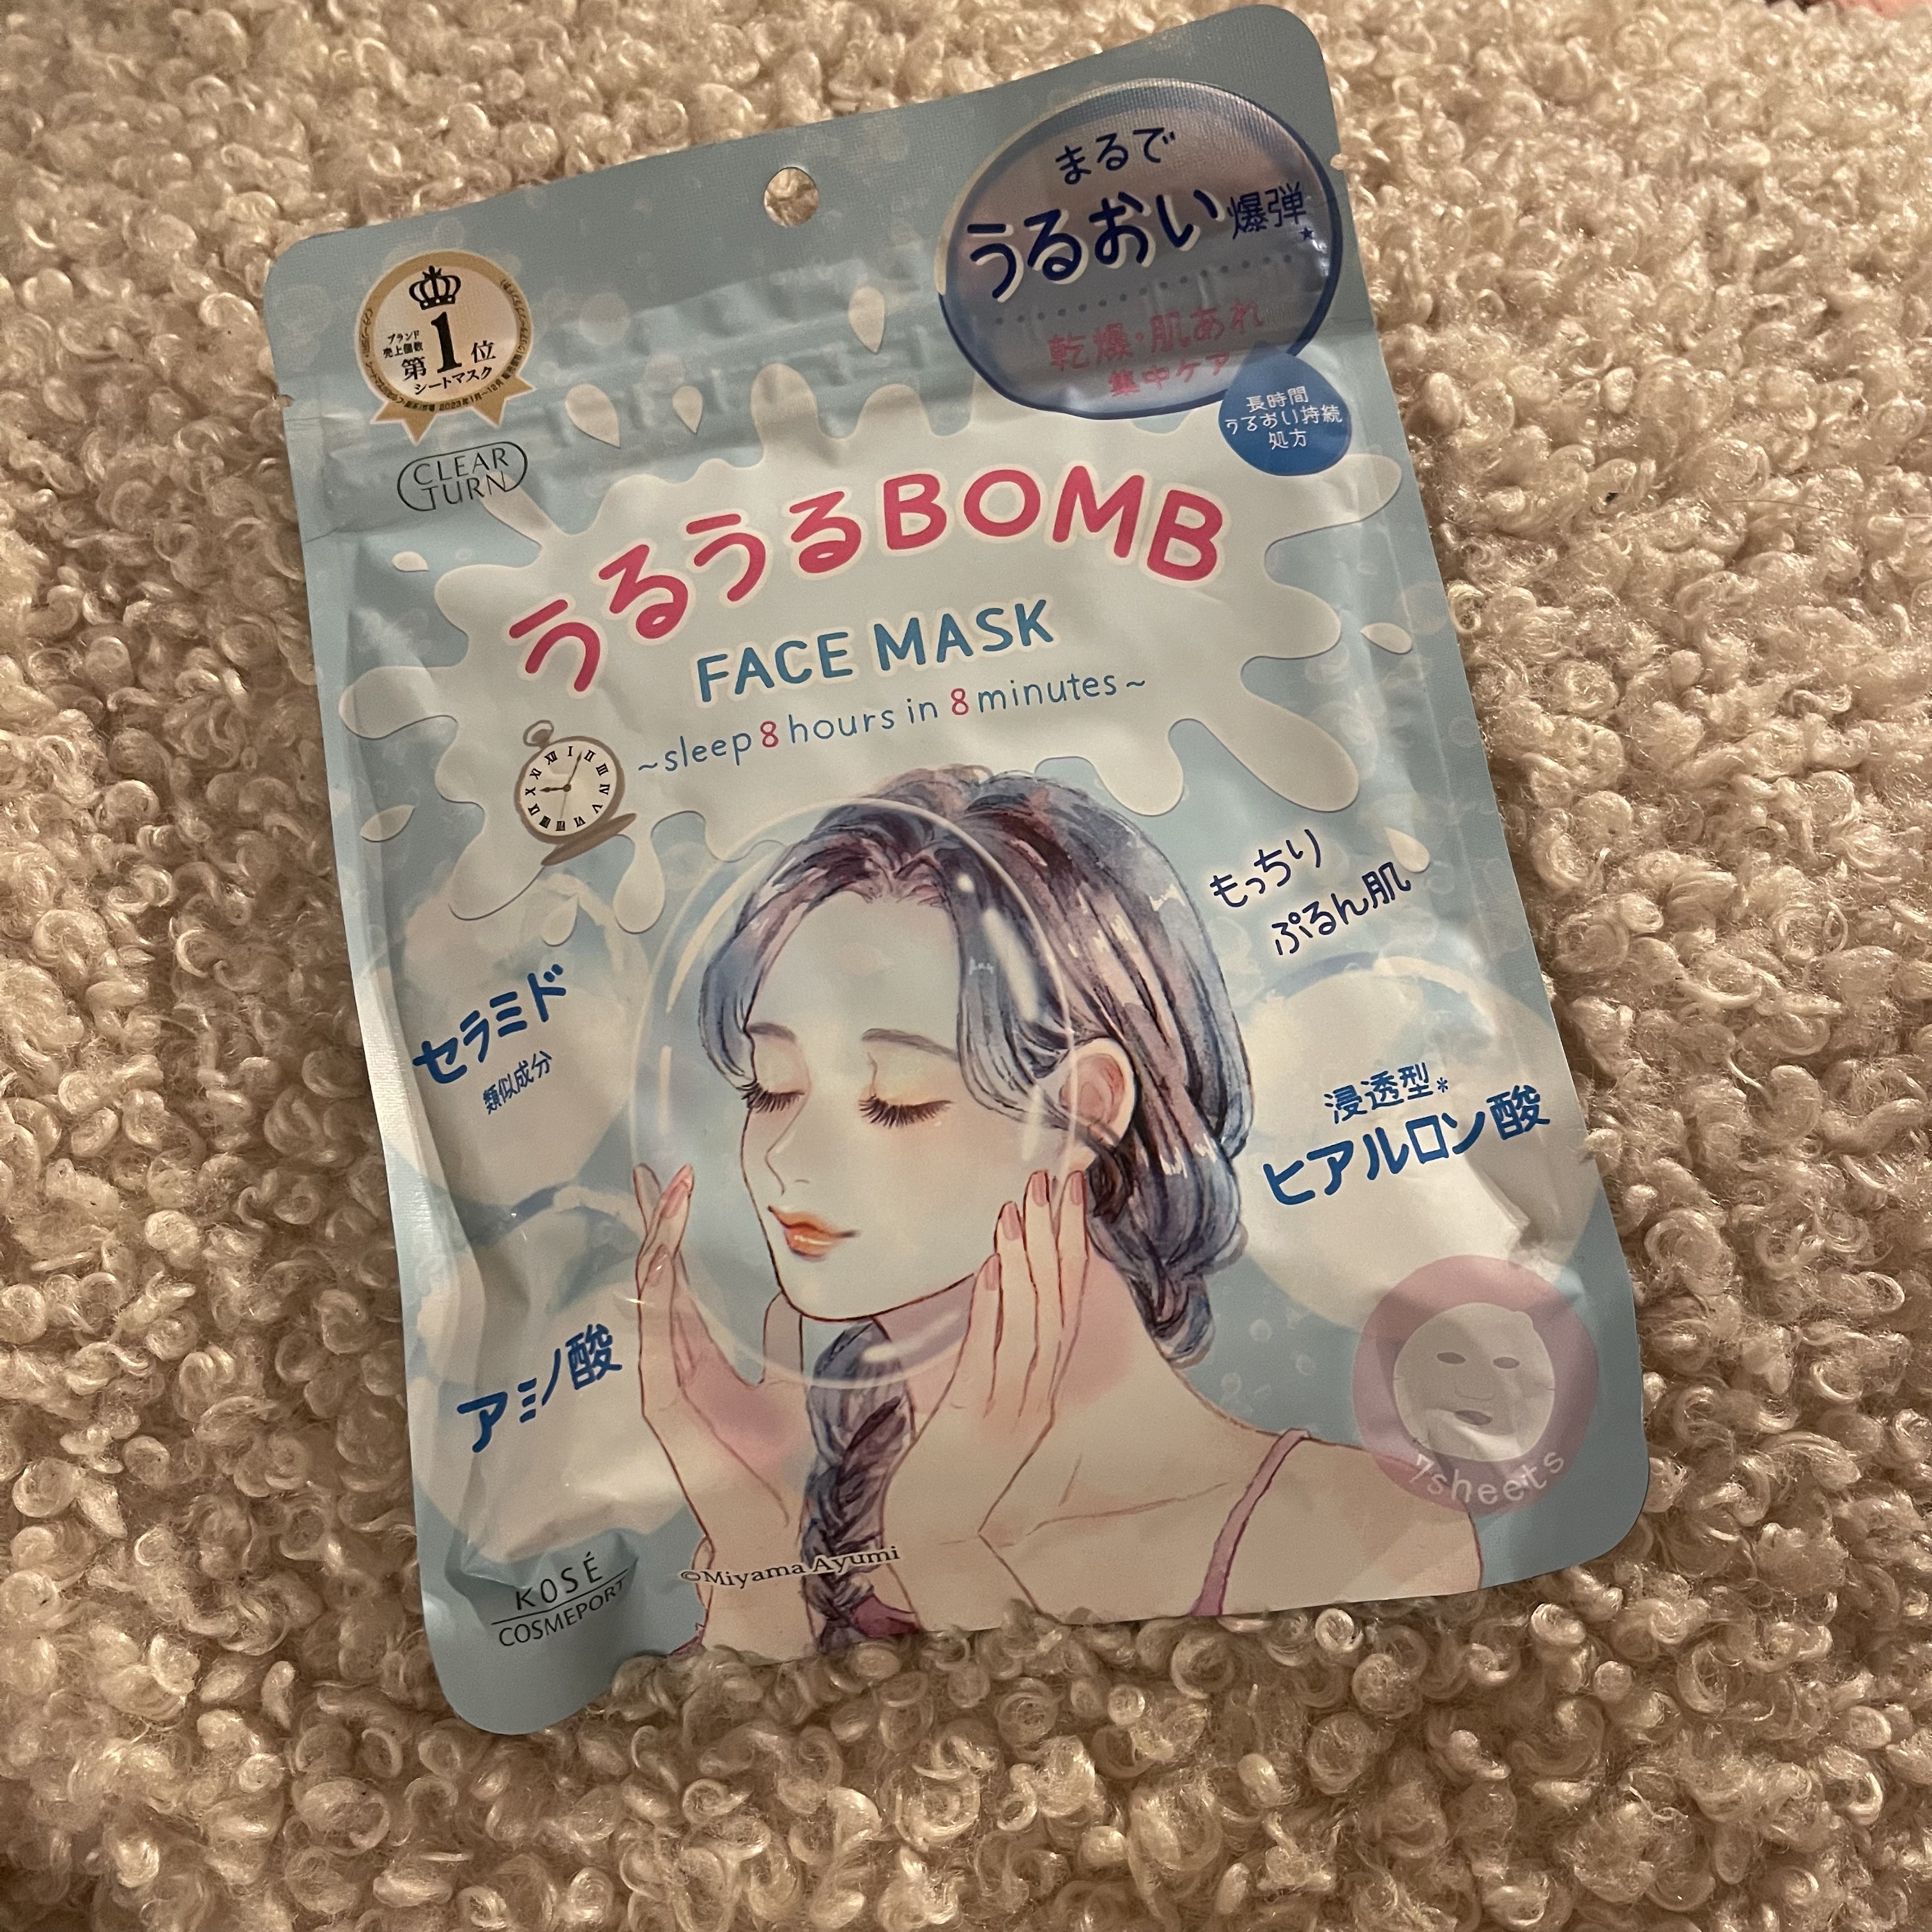 まるで
うるおい爆弾*
乾燥・肌あれ
集中ケア
長時間
うるおい持続
処方
ブランド
売上個数
第1位
シートマスク
CLEAR
TURN
うるうるBOMB
FACE MASK
~sleep 8 hours in 8 minutes~
もっちり
ぷるん肌
セラミド
類似成分
浸透型*
ヒアルロン酸
アミノ酸
7sheets
©Miyama Ayumi
KOSÉ
COSMEPORT